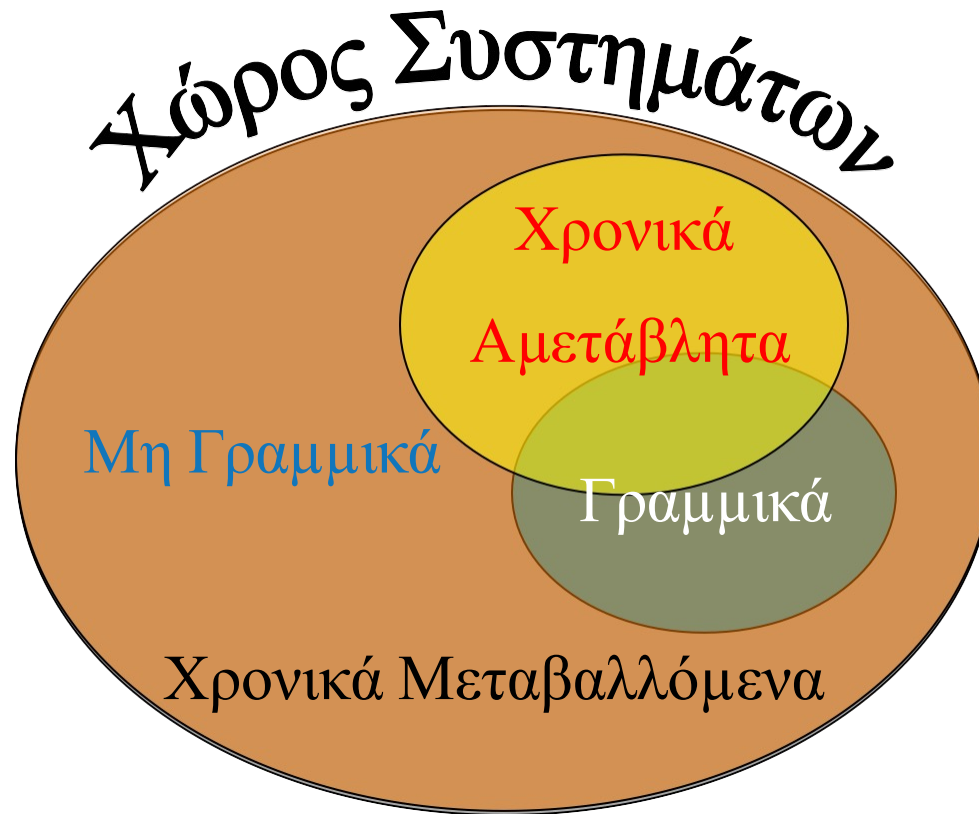 Χώρος Συστημάτων
Χρονικά
Αμετάβλητα
Μη Γραμμικά
Γραμμικά
Χρονικά Μεταβαλλόμενα